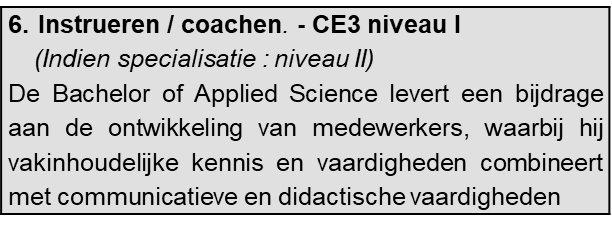 6. Instrueren / coachen. - CE3 niveau I
(Indien specialisatie : niveau II)
De Bachelor of Applied Science levert een bijdrage
aan de ontwikkeling van medewerkers, waarbij hij
vakinhoudelijke kennis en vaardigheden combineert
met communicatieve en didactische vaardigheden